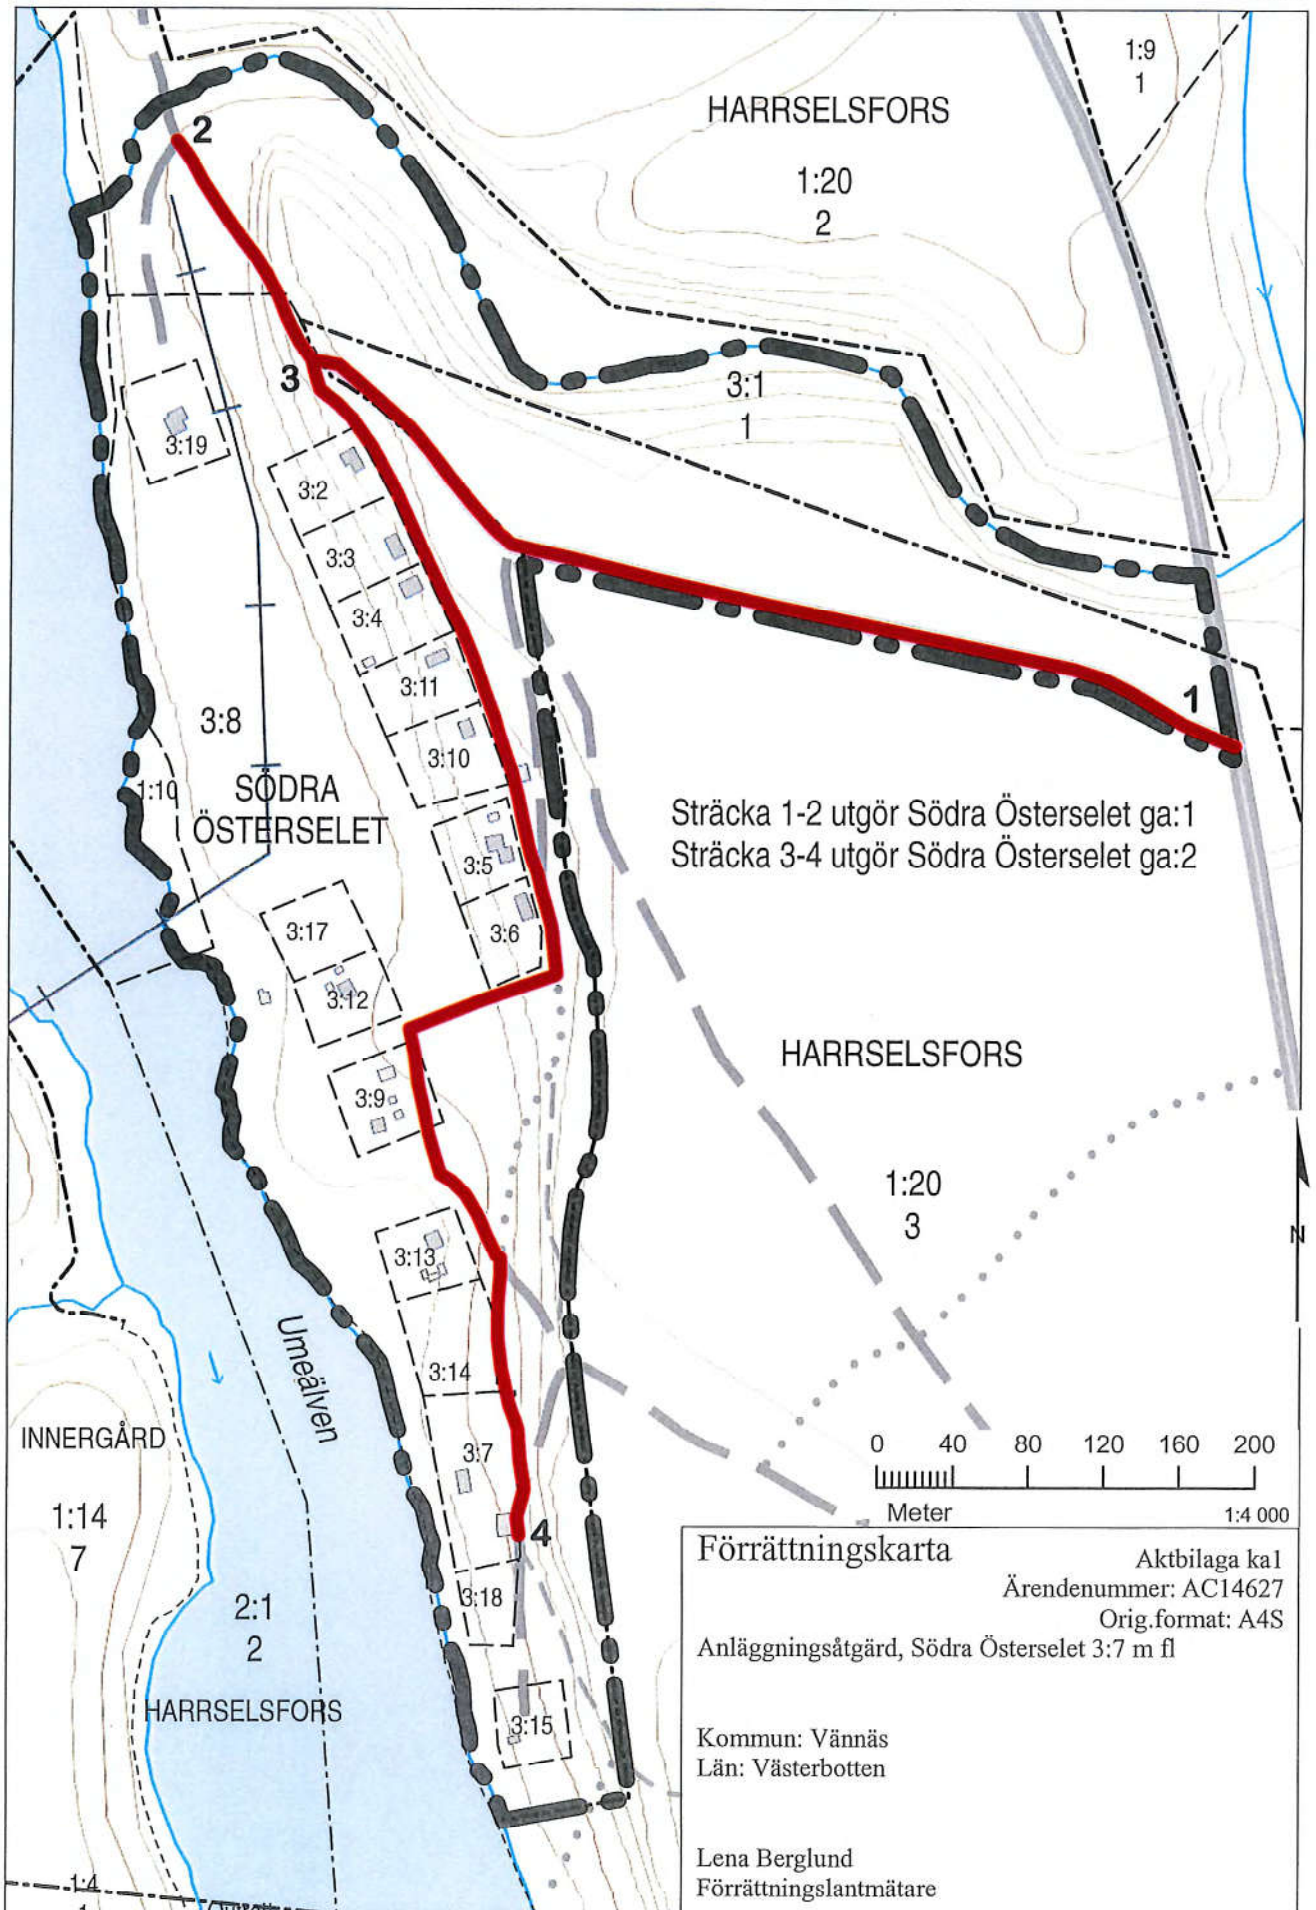 1:9
1
HARRSELSFORS
1:20
2
2
3
3:1
1
3:19
3:2
3:3
3:4
3:11
3:10
3:8
1
1:10
SÖDRA
ÖSTERSELET
Sträcka 1-2 utgör Södra Österselet ga:1
Sträcka 3-4 utgör Södra Österselet ga:2
3:5
3:6
3:17
3:12
3:9
HARRSELSFORS
1:20
3
N
3:13
3:14
Umeälven
INNERGÅRD
1:14
7
3:7
4
3:18
3:15
2:1
2
HARRSELSFORS
1:4
0 40 80 120 160 200
Meter 1:4 000
Förrättningskarta
Aktbilaga ka1
Ärendenummer: AC14627
Orig.format: A4S
Anläggningsåtgärd, Södra Österselet 3:7 m fl
Kommun: Vännäs
Län: Västerbotten
Lena Berglund
Förrättningslantmätare